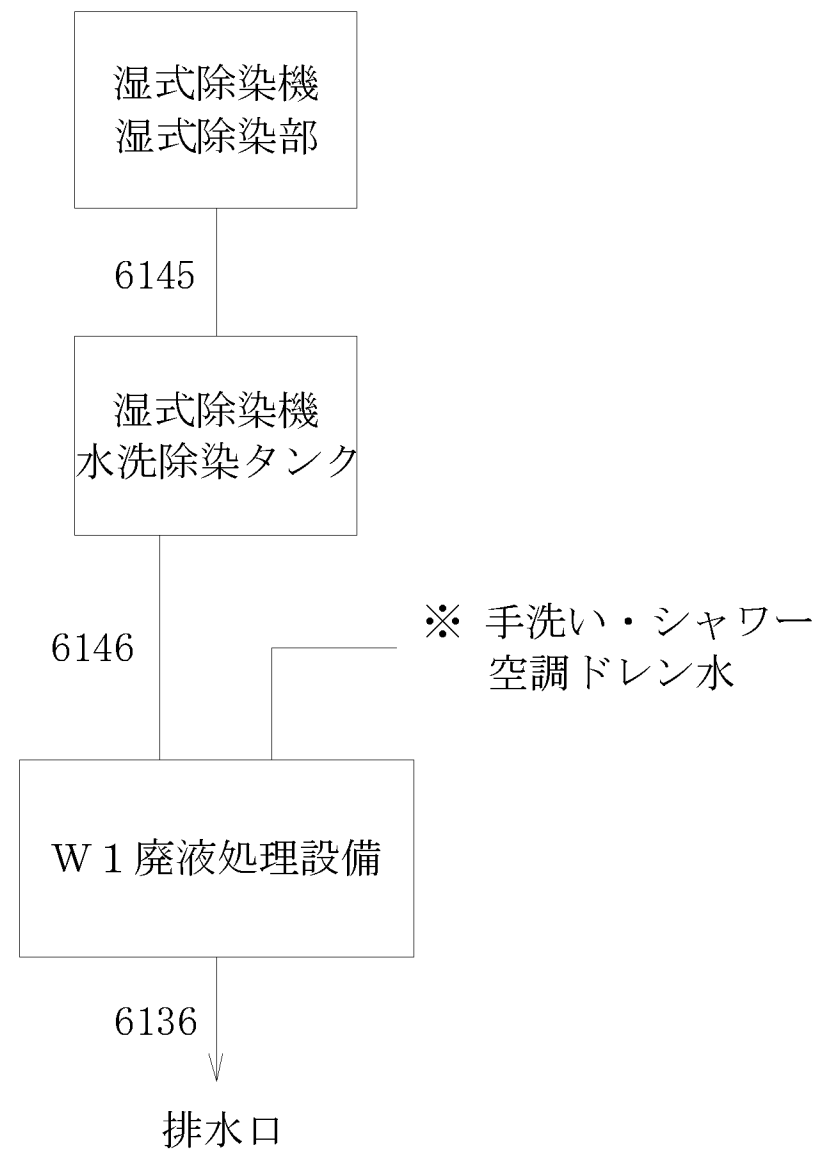 湿式除染機
湿式除染部
6145
湿式除染機
水洗除染タンク
6146
※ 手洗い・シャワー
空調ドレン水
W1廃液処理設備
6136
排水口